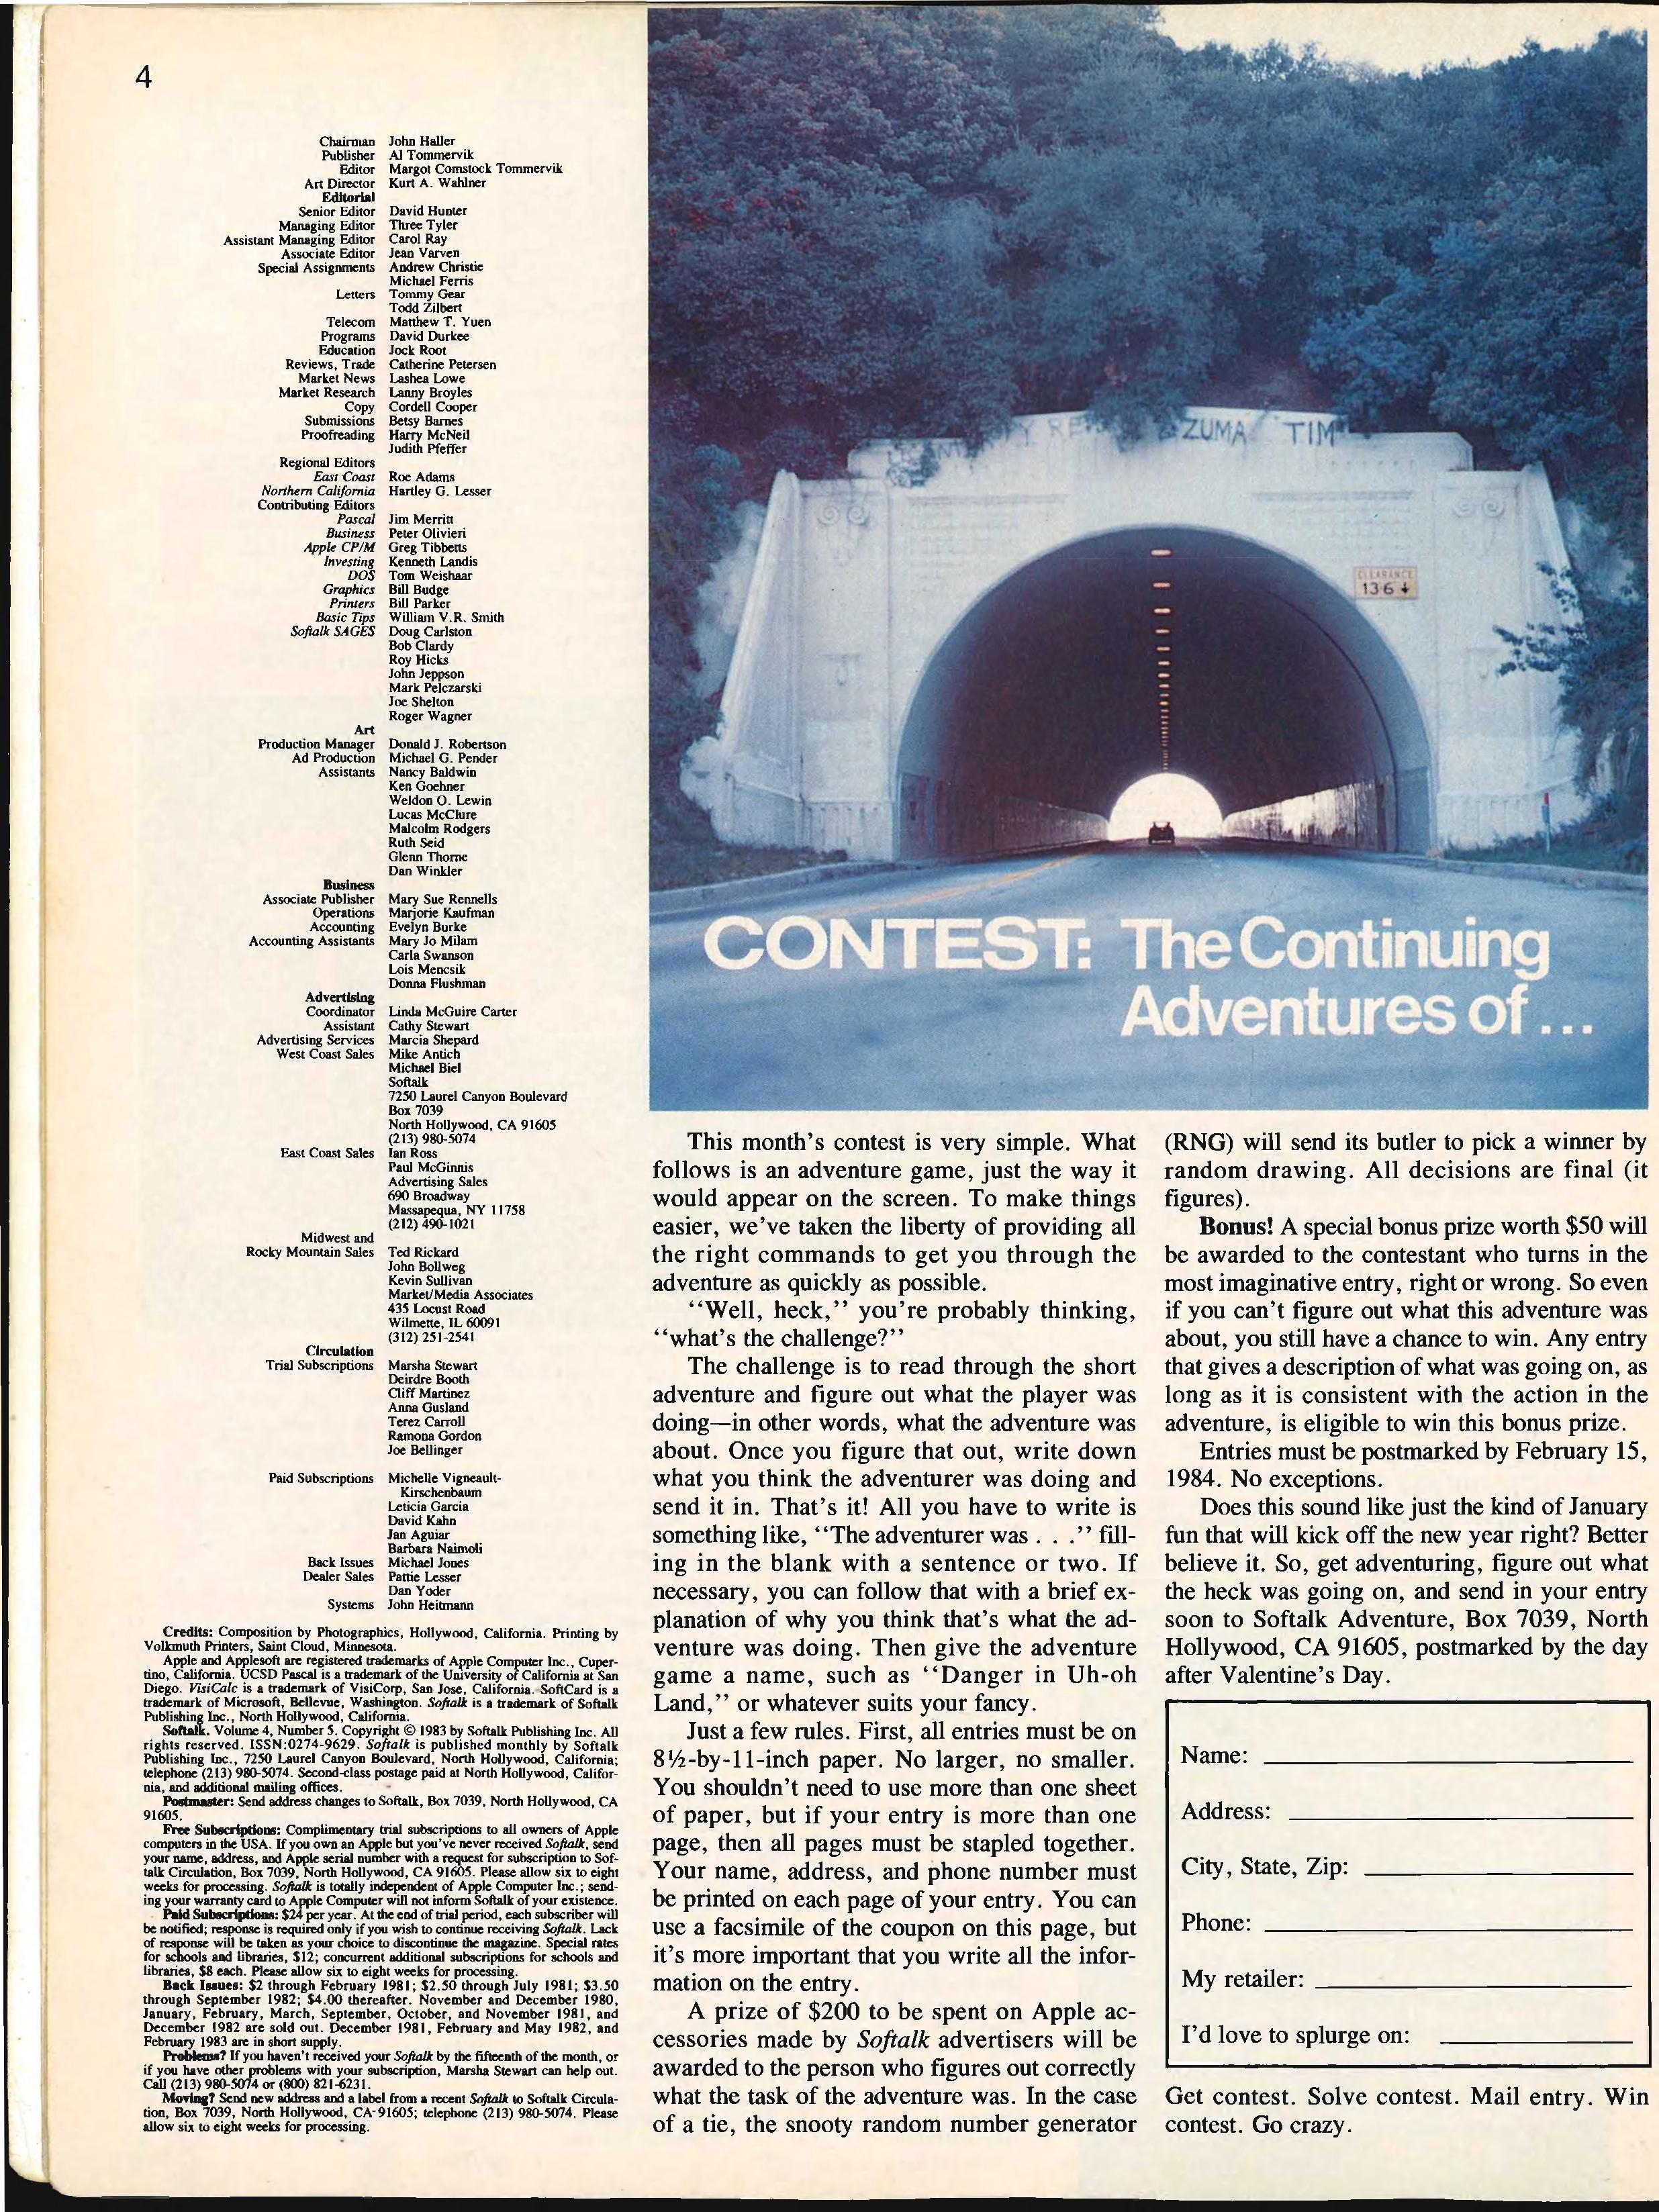 4
Chairman John Haller
Publisher Al Tommervik
Editor Margot Comstock Tommervik
Art Director Kurt A. Wahlner
Editorial
Senior Editor David Hunter
Managing Editor Three Tyler
Assistant Managing Editor Carol Ray
Associate Editor Jean Varven
Special Assignments Andrew Christie
Michael Ferris
Letters Tommy Gear
Todd Zilbert
Telecom Matthew T. Yuen
Programs David Durkee
Education Jock Root
Reviews, Trade Catherine Petersen
Market News Lashea Lowe
Market Research Lanny Broyles
Copy Cordell Cooper
Submissions Betsy Barnes
Proofreading Harry McNeil
Judith Pfeffer
Regional Editors
East Coast Roe Adams
Northern California Hartley G. Lesser
Contributing Editors
Pascal Jim Merritt
Business Peter Olivieri
Apple CP/M Greg Tibbetts
Investing Kenneth Landis
DOS Tom Weishaar
Graphics Bill Budge
Printers Bill Parker
Basic Tips William V.R. Smith
Softalk SAGES Doug Carlston
Bob Clardy
Roy Hicks
John Jeppson
Mark Pelczarski
Joe Shelton
Roger Wagner
Art
Production Manager Donald J. Robertson
Ad Production Michael G. Pender
Assistants Nancy Baldwin
Ken Goehner
Weldon O. Lewin
Lucas McClure
Malcolm Rodgers
Ruth Seid
Glenn Thorne
Dan Winkler
Business
Associate Publisher Mary Sue Rennells
Operations Marjorie Kaufman
Accounting Evelyn Burke
Accounting Assistants Mary Jo Milam
Carla Swanson
Lois Mencsik
Donna Flushman
Advertising
Coordinator Linda McGuire Carter
Assistant Cathy Stewart
Advertising Services Marcia Shepard
West Coast Sales Mike Antich
Michael Biel
Softalk
7250 Laurel Canyon Boulevard
Box 7039
North Hollywood, CA 91605
(213) 980-5074
East Coast Sales Ian Ross
Paul McGinnis
Advertising Sales
690 Broadway
Massapequa, NY 11758
(212) 490-1021
Midwest and
Rocky Mountain Sales Ted Rickard
John Bollweg
Kevin Sullivan
Market/Media Associates
435 Locust Road
Wilmette, IL 60091
(312) 251-2541
Circulation
Trial Subscriptions Marsha Stewart
Deirdre Booth
Cliff Martinez
Anna Gusland
Terez Carroll
Ramona Gordon
Joe Bellinger
Paid Subscriptions Michelle Vigneault-
Kirschenbaum
Leticia Garcia
David Kahn
Jan Aguiar
Barbara Naimoli
Back Issues Michael Jones
Dealer Sales Pattie Lesser
Dan Yoder
Systems John Heitmann
Credits: Composition by Photographics, Hollywood, California. Printing by
Volkmuth Printers, Saint Cloud, Minnesota.
Apple and Applesoft are registered trademarks of Apple Computer Inc., Cuper-
tino, California. UCSD Pascal is a trademark of the University of California at San
Diego. VisiCalc is a trademark of VisiCorp, San Jose, California. SoftCard is a
trademark of Microsoft, Bellevue, Washington. Softalk is a trademark of Softalk
Publishing Inc., North Hollywood, California.
Softalk. Volume 4, Number 5. Copyright © 1983 by Softalk Publishing Inc. All
rights reserved. ISSN:0274-9629. Softalk is published monthly by Softalk
Publishing Inc., 7250 Laurel Canyon Boulevard, North Hollywood, California;
telephone (213) 980-5074. Second-class postage paid at North Hollywood, Califor-
nia, and additional mailing offices.
Postmaster: Send address changes to Softalk, Box 7039, North Hollywood, CA
91605.
Free Subscriptions: Complimentary trial subscriptions to all owners of Apple
computers in the USA. If you own an Apple but you've never received Softalk, send
your name, address, and Apple serial number with a request for subscription to Sof-
talk Circulation, Box 7039, North Hollywood, CA 91605. Please allow six to eight
weeks for processing. Softalk is totally independent of Apple Computer Inc.; send-
ing your warranty card to Apple Computer will not inform Softalk of your existence.
Paid Subscriptions: $24 per year. At the end of trial period, each subscriber will
be notified; response is required only if you wish to continue receiving Softalk. Lack
of response will be taken as your choice to discontinue the magazine. Special rates
for schools and libraries, $12; concurrent additional subscriptions for schools and
libraries, $8 each. Please allow six to eight weeks for processing.
Back Issues: $2 through February 1981; $2.50 through July 1981; $3.50
through September 1982; $4.00 thereafter. November and December 1980,
January, February, March, September, October, and November 1981, and
December 1982 are sold out. December 1981, February and May 1982, and
February 1983 are in short supply.
Problems? If you haven't received your Softalk by the fifteenth of the month, or
if you have other problems with your subscription, Marsha Stewart can help out.
Call (213) 980-5074 or (800) 821-6231.
Moving? Send new address and a label from a recent Softalk to Softalk Circula-
tion, Box 7039, North Hollywood, CA 91605; telephone (213) 980-5074. Please
allow six to eight weeks for processing.
ZUMA TIM
CLEARANCE
13 6
CONTEST: The Continuing
Adventures of...
This month's contest is very simple. What
follows is an adventure game, just the way it
would appear on the screen. To make things
easier, we've taken the liberty of providing all
the right commands to get you through the
adventure as quickly as possible.
"Well, heck," you're probably thinking,
"what's the challenge?"
The challenge is to read through the short
adventure and figure out what the player was
doing—in other words, what the adventure was
about. Once you figure that out, write down
what you think the adventurer was doing and
send it in. That's it! All you have to write is
something like, "The adventurer was . . ." fill-
ing in the blank with a sentence or two. If
necessary, you can follow that with a brief ex-
planation of why you think that's what the ad-
venture was doing. Then give the adventure
game a name, such as "Danger in Uh-oh
Land," or whatever suits your fancy.
Just a few rules. First, all entries must be on
8½-by-11-inch paper. No larger, no smaller.
You shouldn't need to use more than one sheet
of paper, but if your entry is more than one
page, then all pages must be stapled together.
Your name, address, and phone number must
be printed on each page of your entry. You can
use a facsimile of the coupon on this page, but
it's more important that you write all the infor-
mation on the entry.
A prize of $200 to be spent on Apple ac-
cessories made by Softalk advertisers will be
awarded to the person who figures out correctly
what the task of the adventure was. In the case
of a tie, the snooty random number generator
(RNG) will send its butler to pick a winner by
random drawing. All decisions are final (it
figures).
Bonus! A special bonus prize worth $50 will
be awarded to the contestant who turns in the
most imaginative entry, right or wrong. So even
if you can't figure out what this adventure was
about, you still have a chance to win. Any entry
that gives a description of what was going on, as
long as it is consistent with the action in the
adventure, is eligible to win this bonus prize.
Entries must be postmarked by February 15,
1984. No exceptions.
Does this sound like just the kind of January
fun that will kick off the new year right? Better
believe it. So, get adventuring, figure out what
the heck was going on, and send in your entry
soon to Softalk Adventure, Box 7039, North
Hollywood, CA 91605, postmarked by the day
after Valentine's Day.
Name:
Address:
City, State, Zip:
Phone:
My retailer:
I'd love to splurge on:
Get contest. Solve contest. Mail entry. Win
contest. Go crazy.